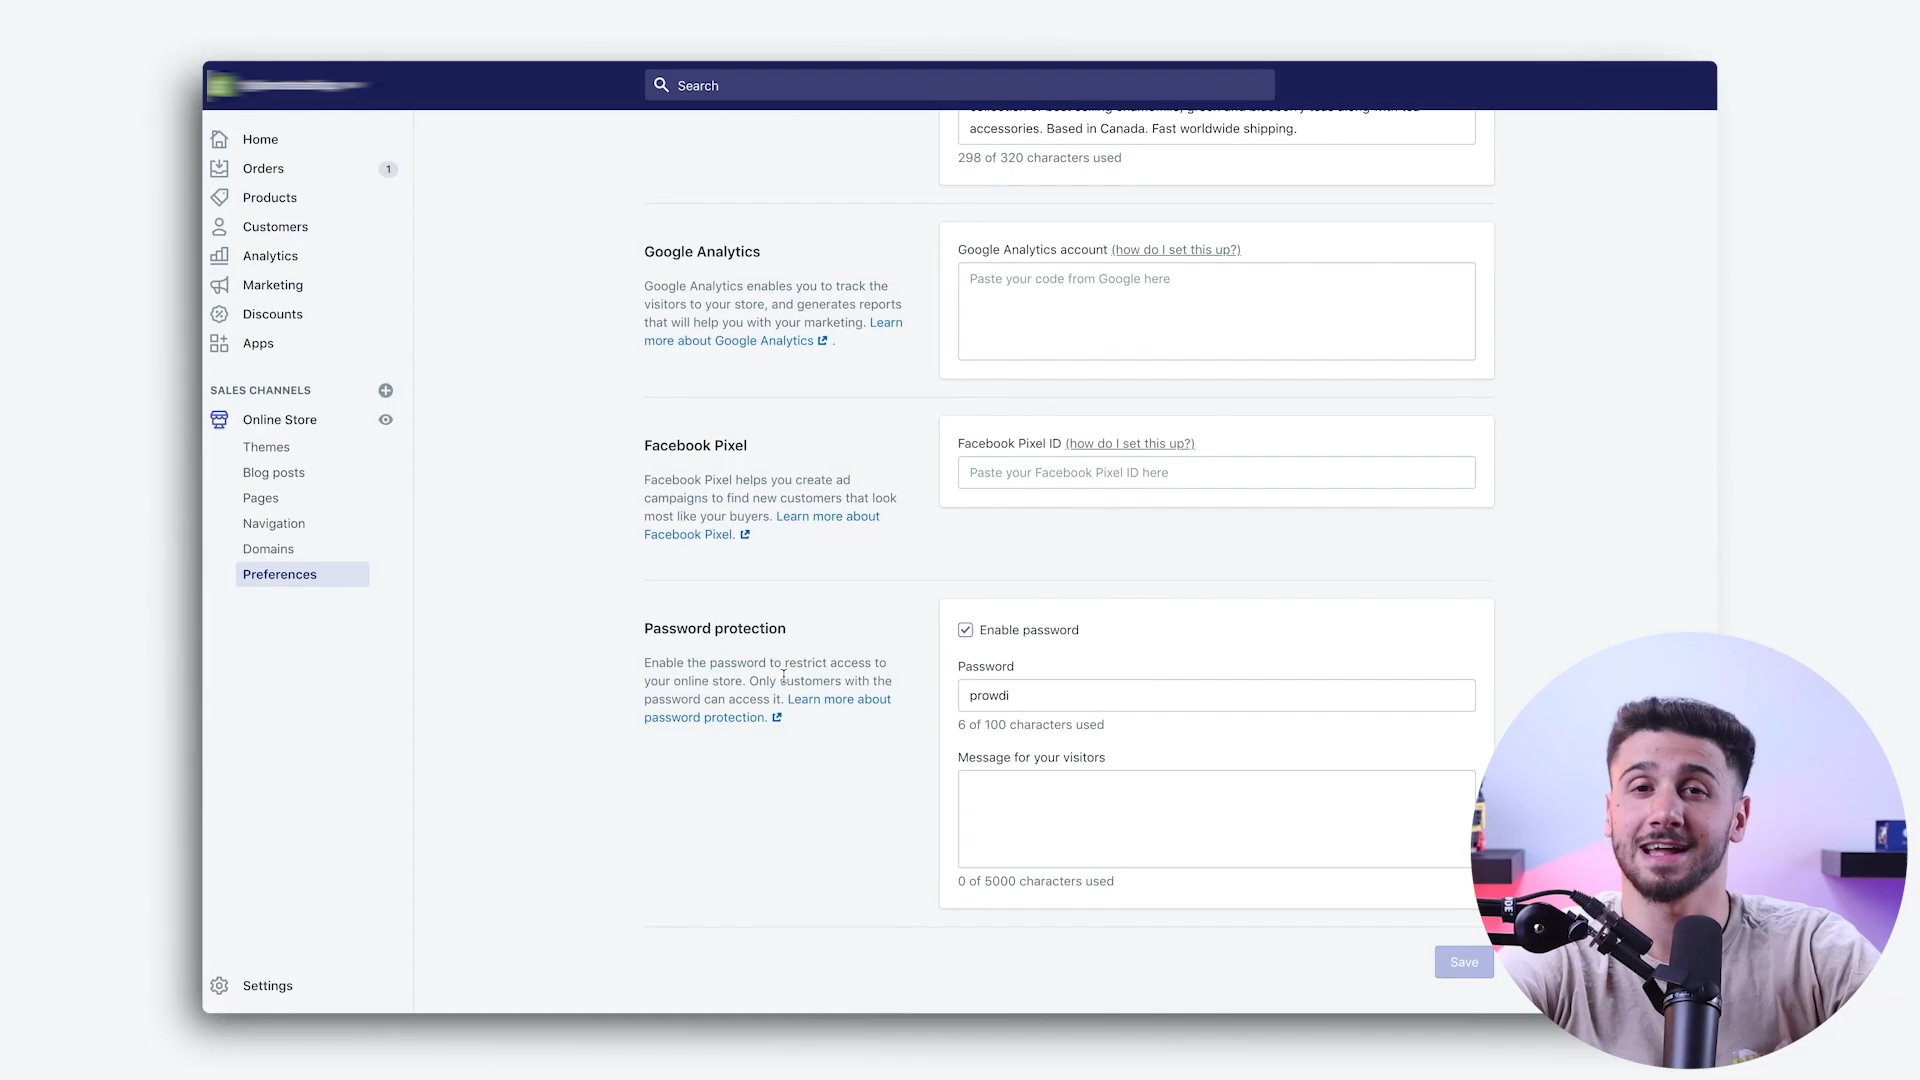 Search
Home
Orders 1
Products
Customers
Analytics
Marketing
Discounts
Apps
SALES CHANNELS
Online Store
Themes
Blog posts
Pages
Navigation
Domains
Preferences
Settings
accessories. Based in Canada. Fast worldwide shipping.
298 of 320 characters used
Google Analytics
Google Analytics enables you to track the
visitors to your store, and generates reports
that will help you with your marketing. Learn
more about Google Analytics .
Google Analytics account (how do I set this up?)
Paste your code from Google here
Facebook Pixel
Facebook Pixel helps you create ad
campaigns to find new customers that look
most like your buyers. Learn more about
Facebook Pixel.
Facebook Pixel ID (how do I set this up?)
Paste your Facebook Pixel ID here
Password protection
Enable the password to restrict access to
your online store. Only customers with the
password can access it. Learn more about
password protection.
Enable password
Password
prowdi
6 of 100 characters used
Message for your visitors
0 of 5000 characters used
Save